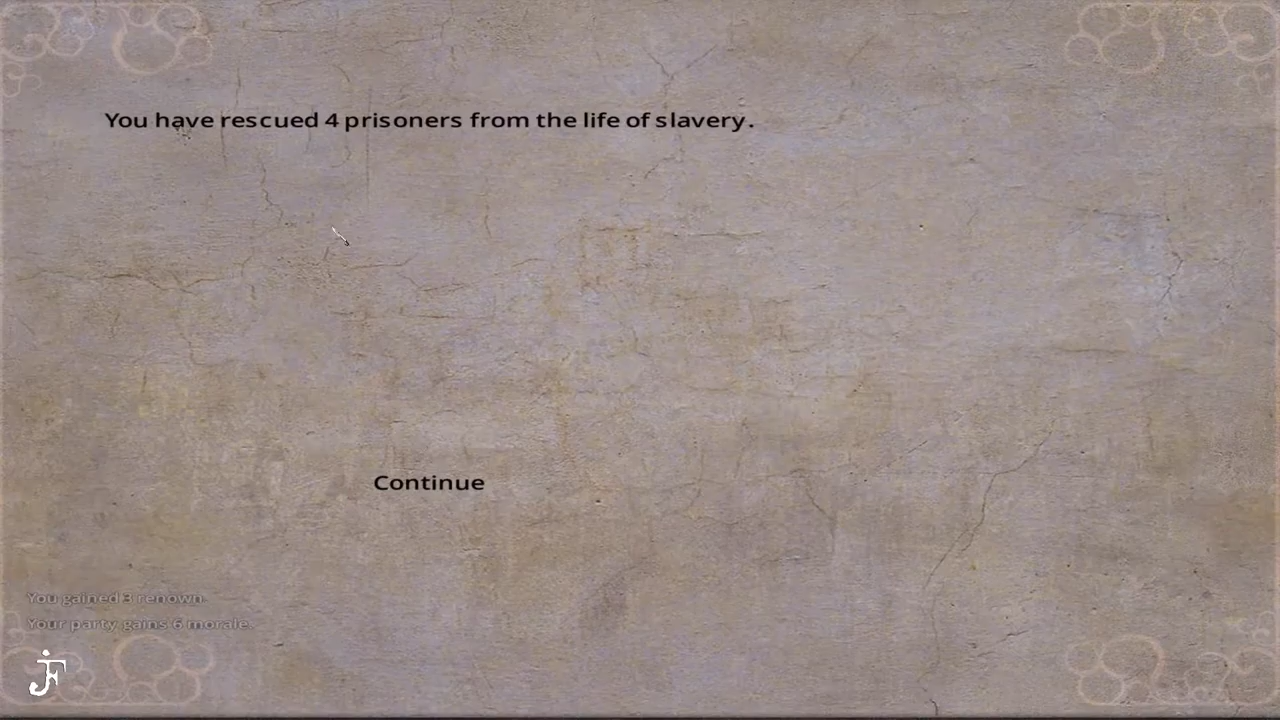 You have rescued 4 prisoners from the life of slavery.
Continue
You gained 3 renown.
Your party gains 6 morale.
jF